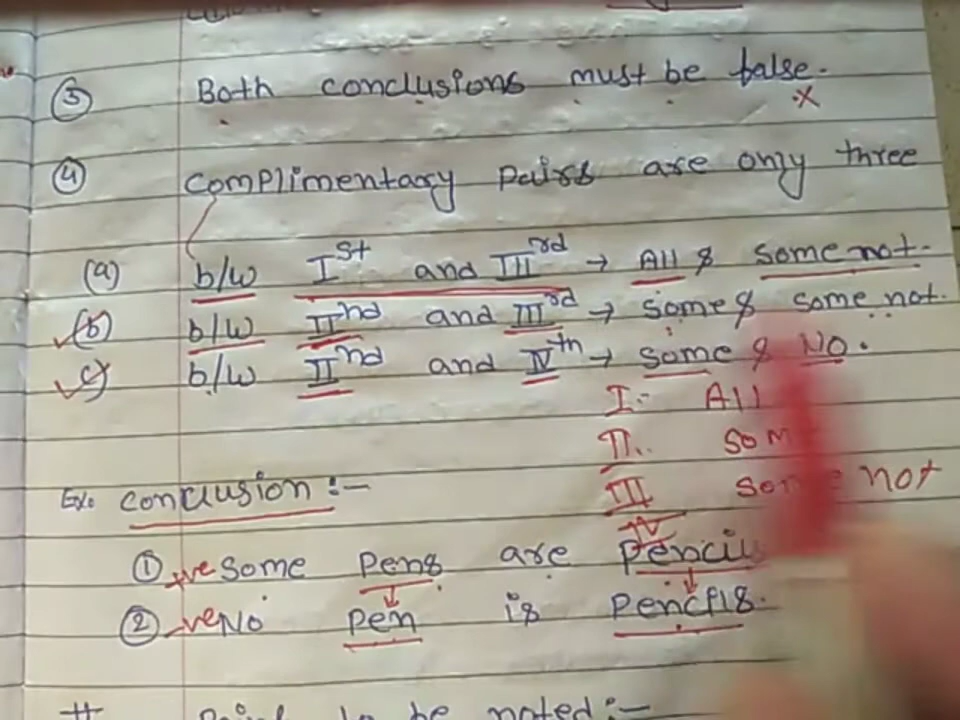 ③ Both conclusions must be false. x
④ Complimentary pairs are only three
(a) b/w Ist and IIIrd → All & some not.
(b) b/w IInd and IIIrd → some & some not.
(c) b/w IInd and IVth → some & No.
I - All
II.
III not
IV
Ex: conclusion :-
① +ve Some Pens are
② -ve No Pen is Pencils.
# to be noted :-